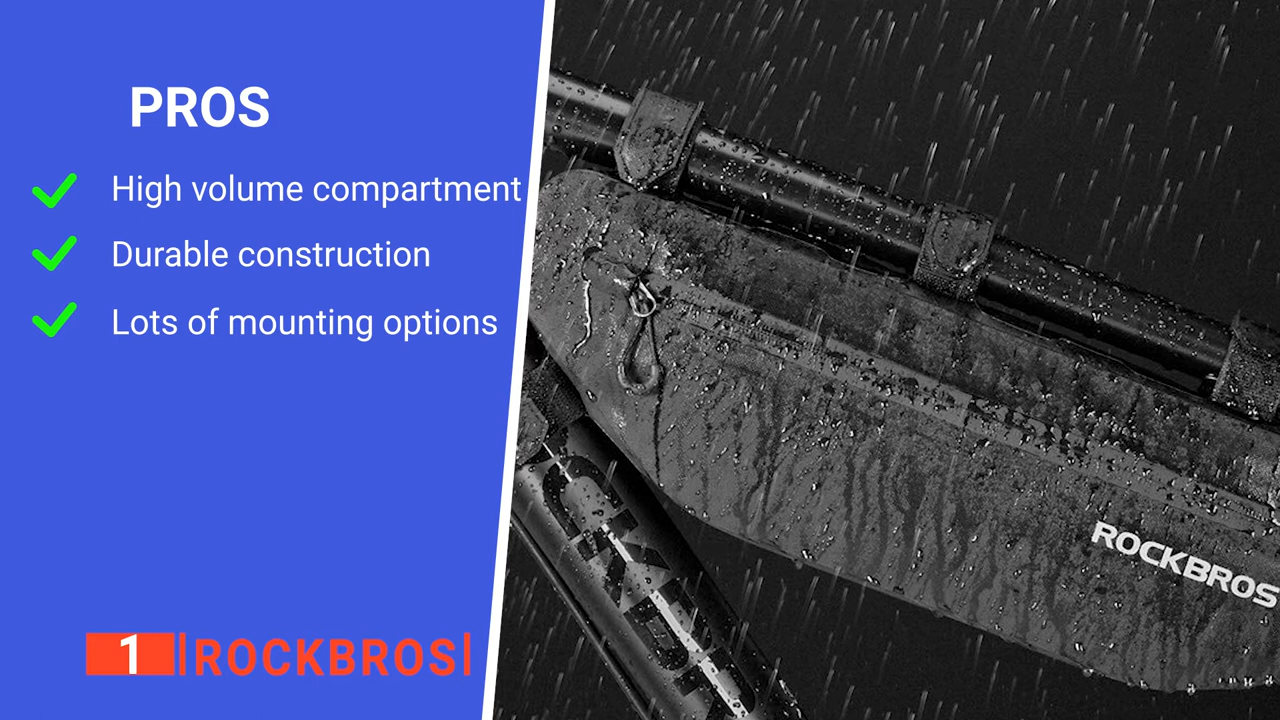 PROS
High volume compartment
Durable construction
Lots of mounting options
1
ROCKBROS
ROCKBROS